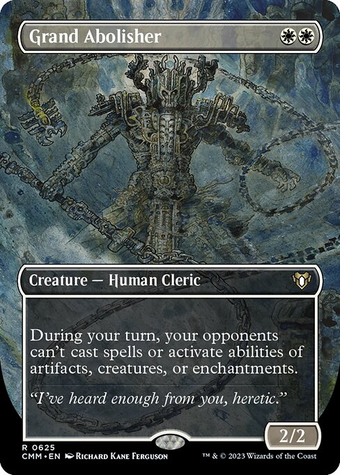 Grand Abolisher
Creature — Human Cleric
During your turn, your opponents
can't cast spells or activate abilities of
artifacts, creatures, or enchantments.
“I've heard enough from you, heretic.”
2/2
R 0625
CMM • EN Richard Kane Ferguson
™ & © 2023 Wizards of the Coast